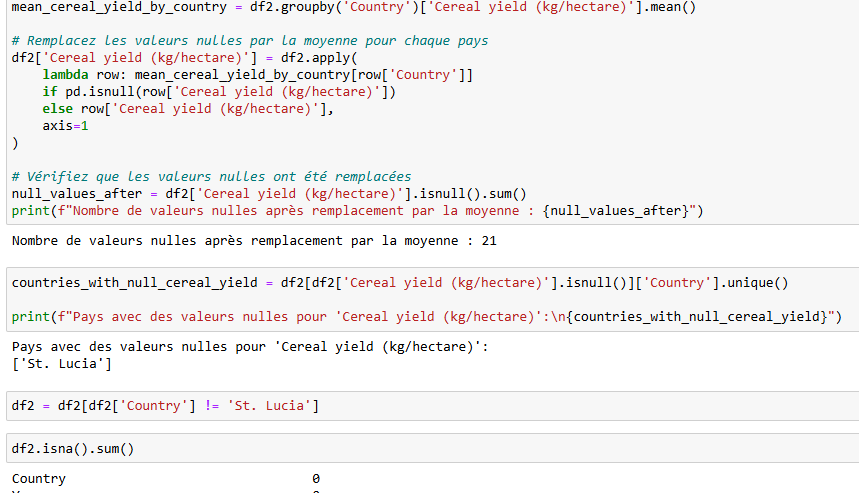 mean_cereal_yield_by_country = df2.groupby('Country')['Cereal yield (kg/hectare)'].mean()
# Remplacez les valeurs nulles par la moyenne pour chaque pays
df2['Cereal yield (kg/hectare)'] = df2.apply(
    lambda row: mean_cereal_yield_by_country[row['Country']]
    if pd.isnull(row['Cereal yield (kg/hectare)'])
    else row['Cereal yield (kg/hectare)'],
    axis=1
)
# Vérifiez que les valeurs nulles ont été remplacées
null_values_after = df2['Cereal yield (kg/hectare)'].isnull().sum()
print(f"Nombre de valeurs nulles après remplacement par la moyenne : {null_values_after}")
Nombre de valeurs nulles après remplacement par la moyenne : 21
countries_with_null_cereal_yield = df2[df2['Cereal yield (kg/hectare)'].isnull()]['Country'].unique()
print(f"Pays avec des valeurs nulles pour 'Cereal yield (kg/hectare)':\n{countries_with_null_cereal_yield}")
Pays avec des valeurs nulles pour 'Cereal yield (kg/hectare)':
['St. Lucia']
df2 = df2[df2['Country'] != 'St. Lucia']
df2.isna().sum()
Country 0